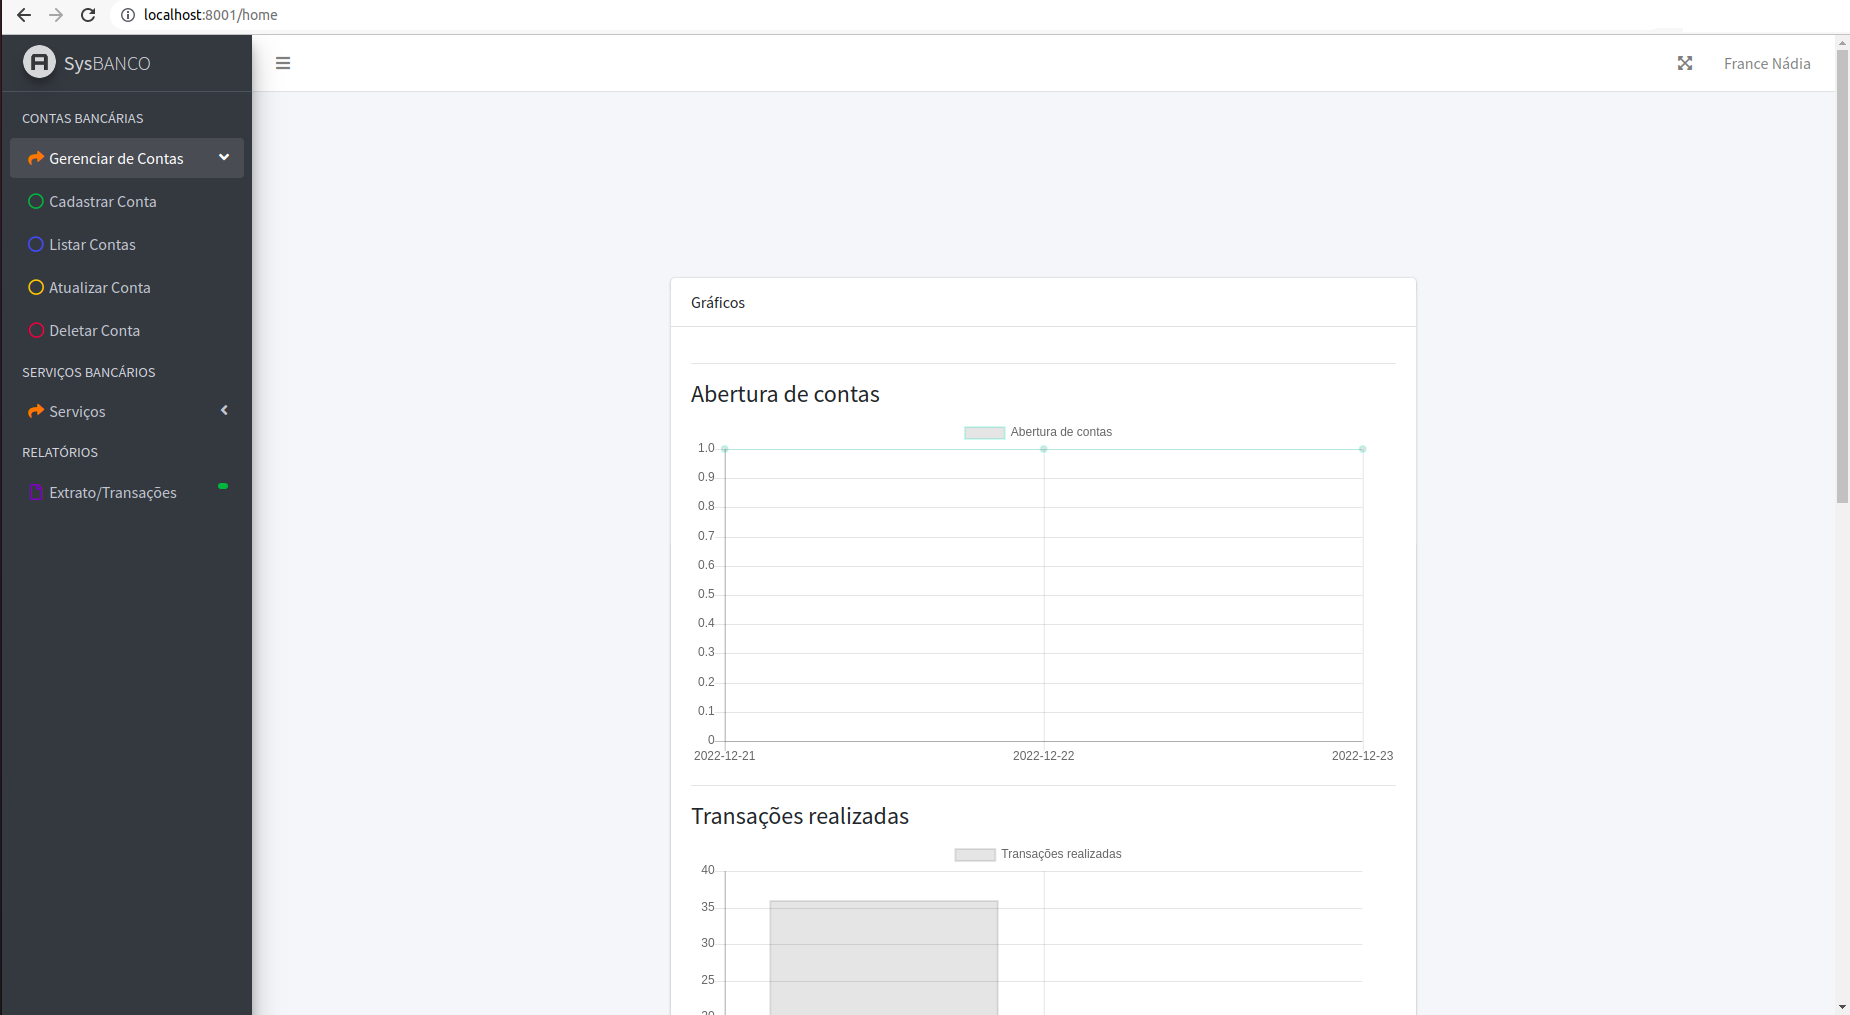 localhost:8001/home
SysBANCO
France Nádia
CONTAS BANCÁRIAS
Gerenciar de Contas
Cadastrar Conta
Listar Contas
Atualizar Conta
Deletar Conta
SERVIÇOS BANCÁRIOS
Serviços
RELATÓRIOS
Extrato/Transações
Gráficos
Abertura de contas
Abertura de contas
1.0
0.9
0.8
0.7
0.6
0.5
0.4
0.3
0.2
0.1
0
2022-12-21 2022-12-22 2022-12-23
Transações realizadas
Transações realizadas
40
35
30
25
20